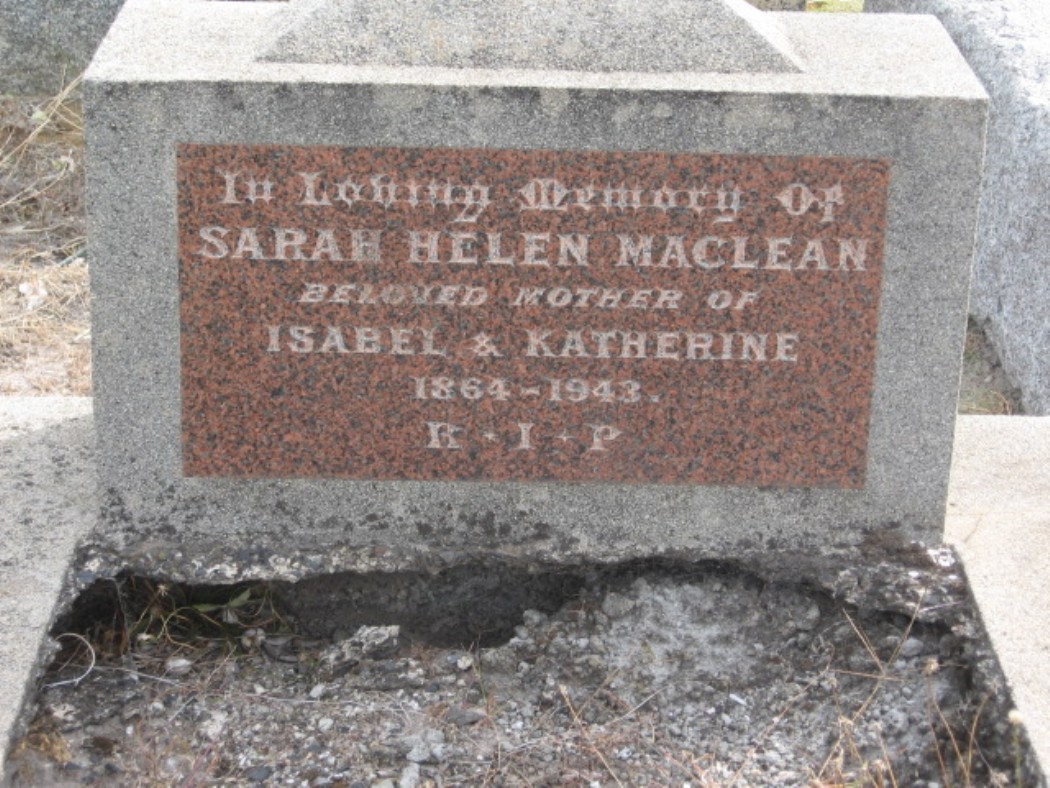 In Loving Memory Of
SARAH HELEN MACLEAN
BELOVED MOTHER OF
ISABEL & KATHERINE
1864-1943.
R·I·P